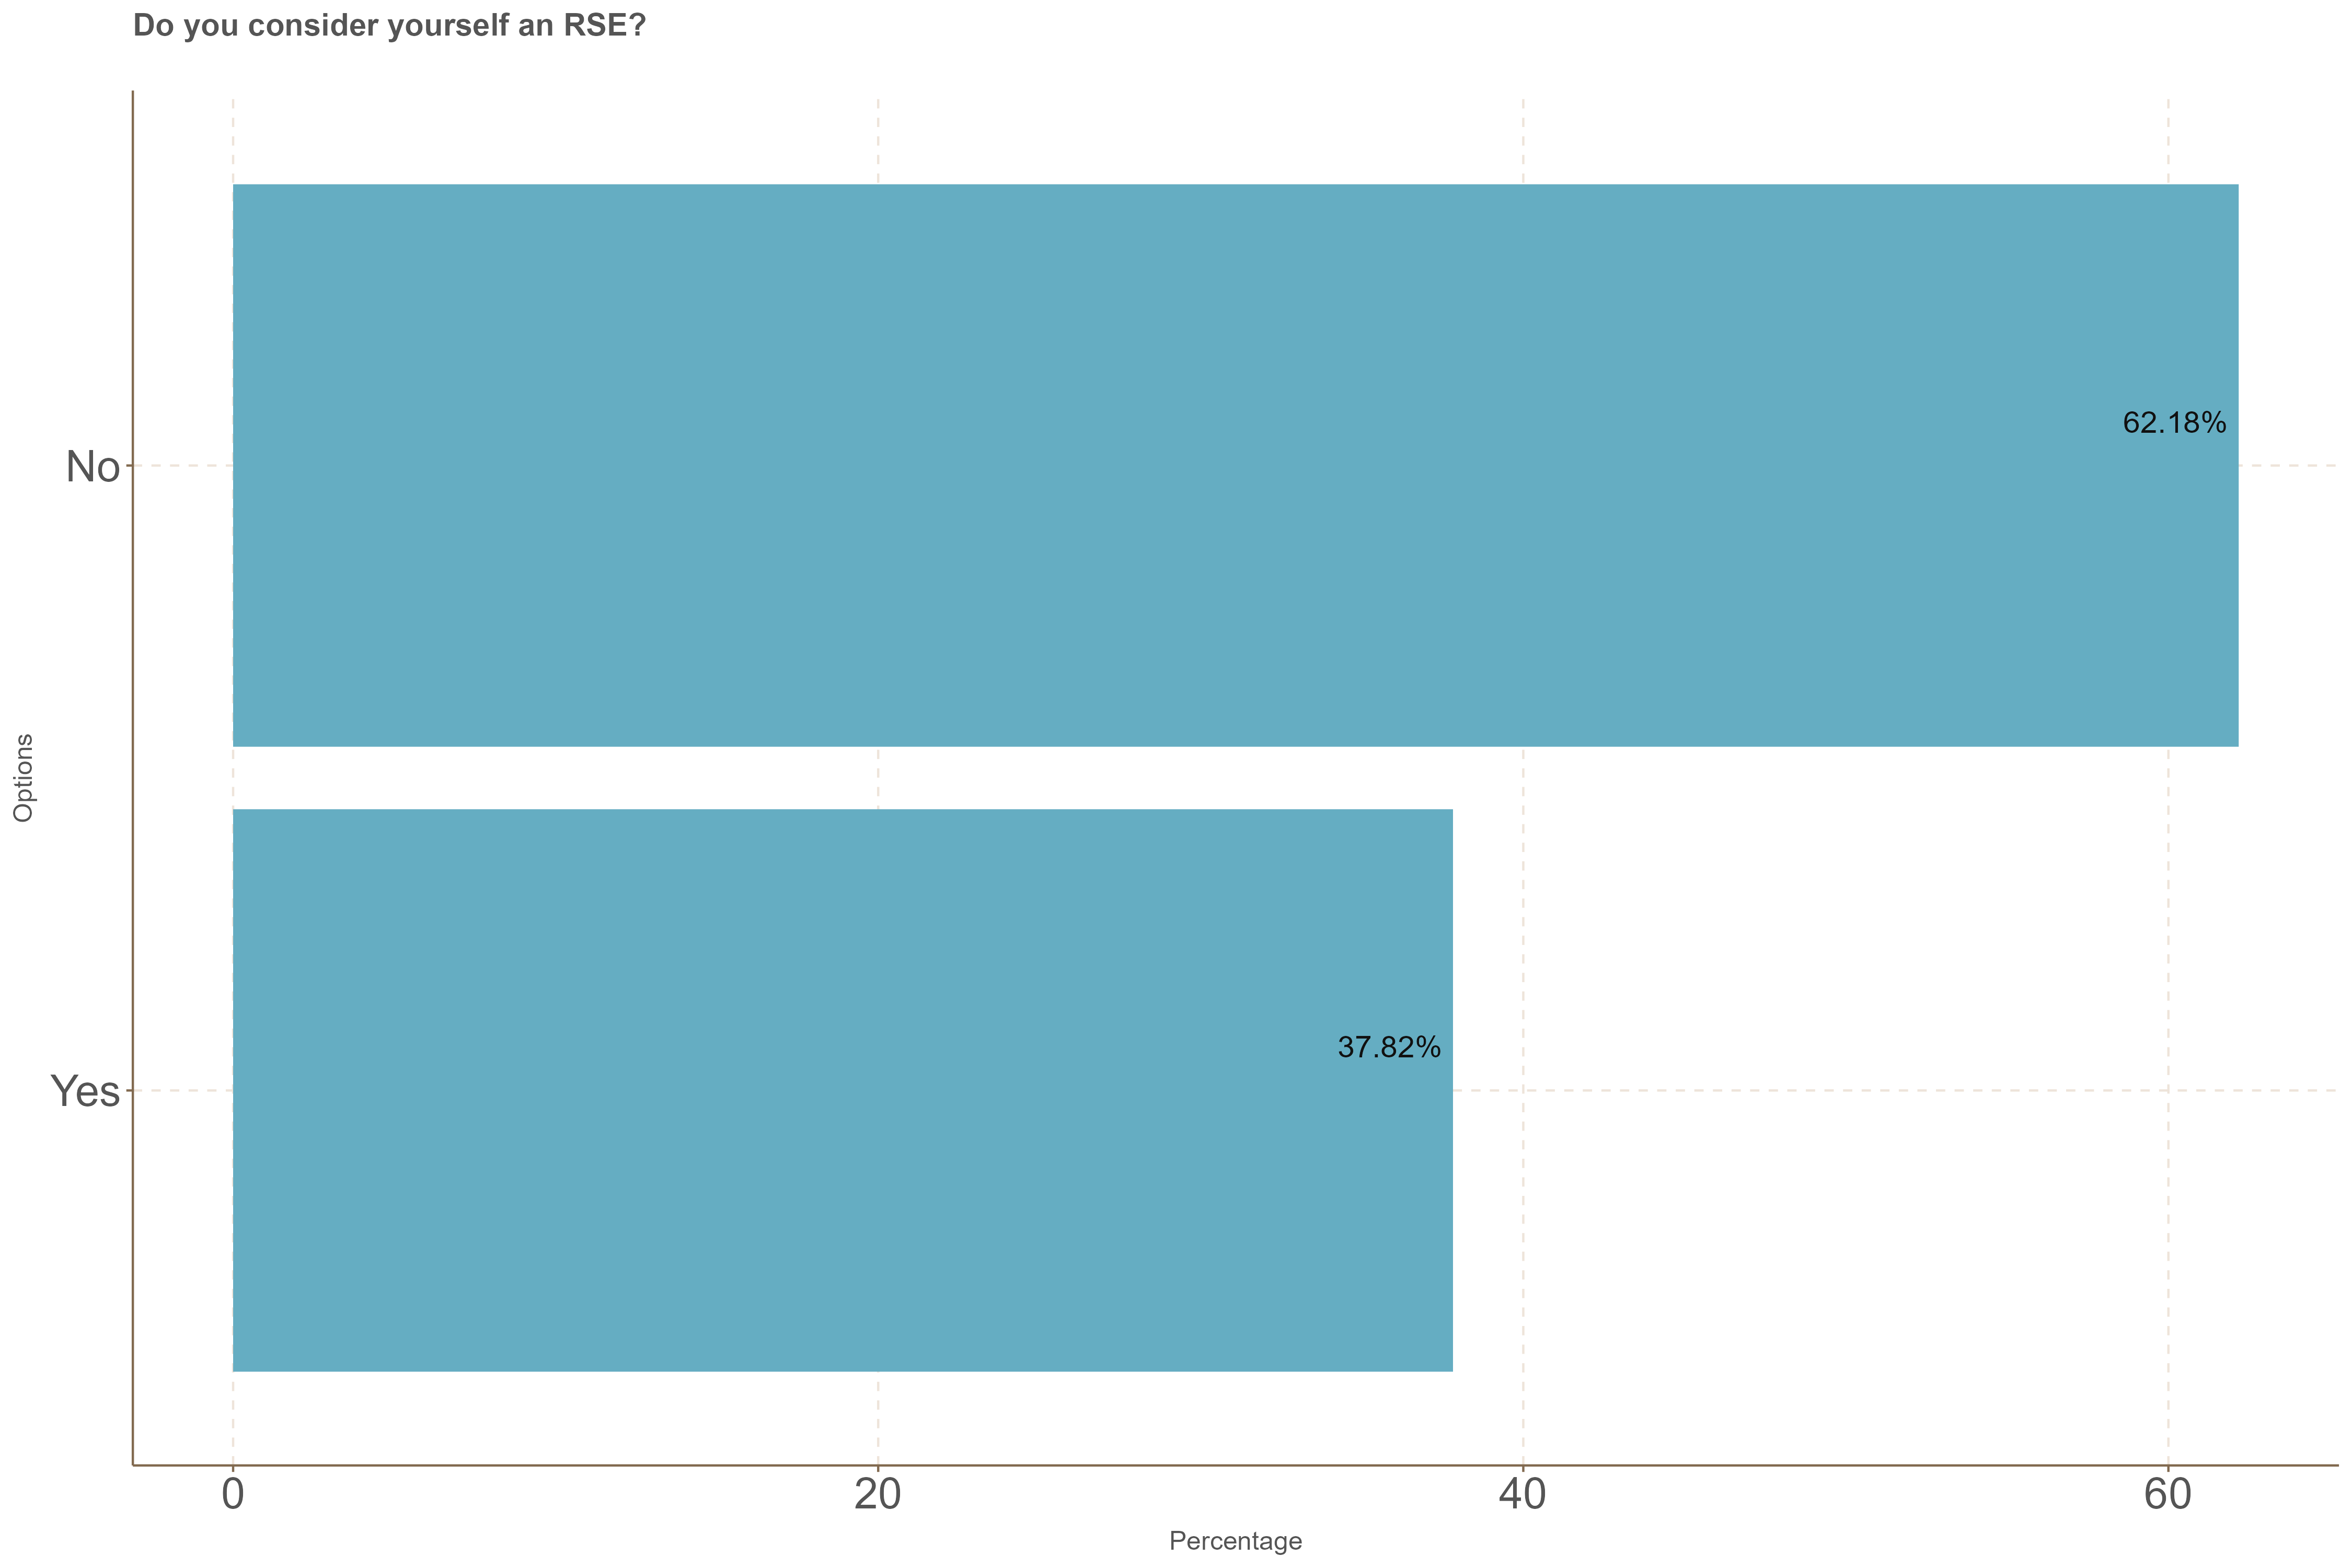 Do you consider yourself an RSE?
No
62.18%
Options
Yes
37.82%
0
20
40
60
Percentage